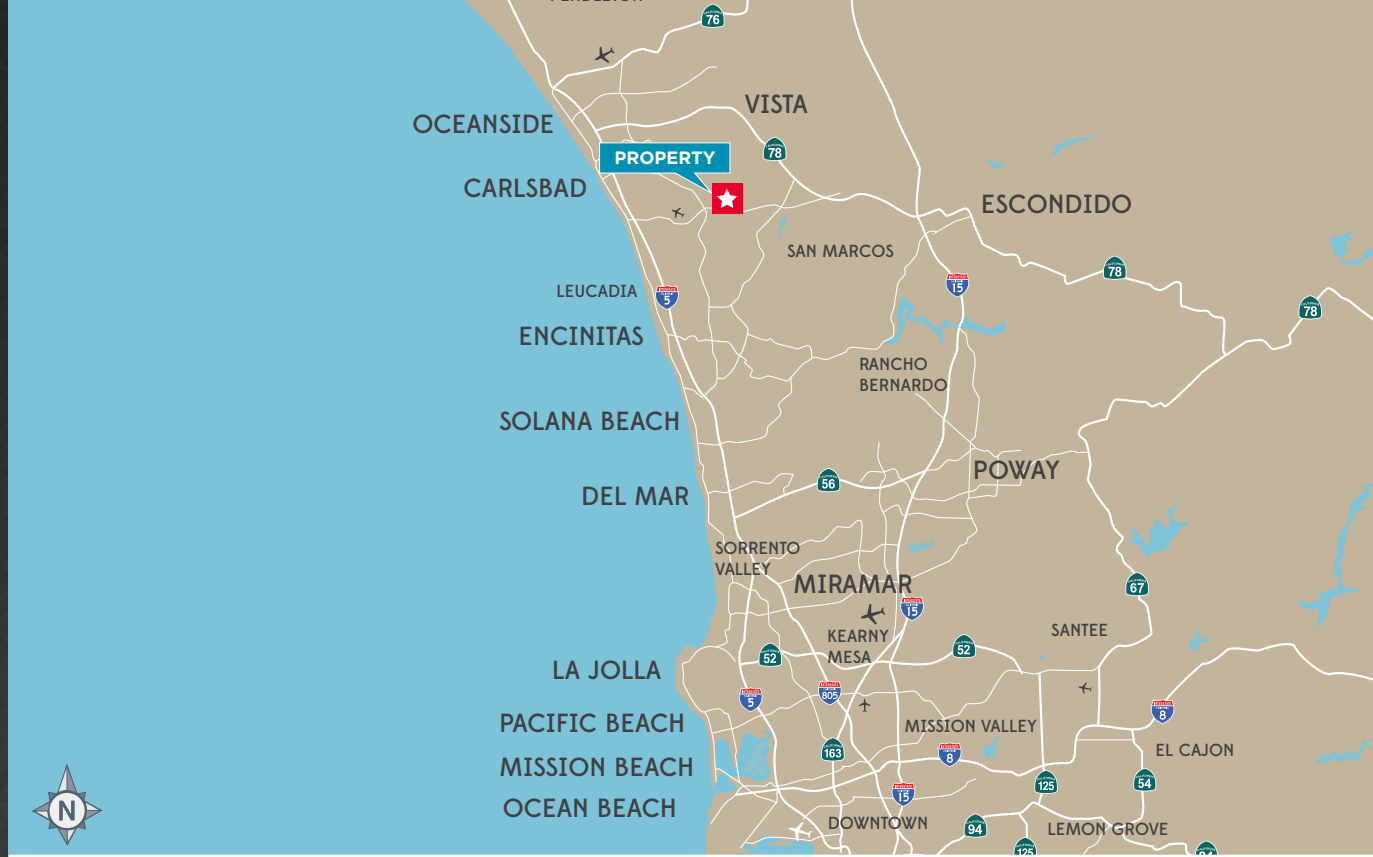 PENDLETON
76
VISTA
OCEANSIDE
78
PROPERTY
CARLSBAD
ESCONDIDO
SAN MARCOS
78
15
LEUCADIA
5
78
ENCINITAS
RANCHO
BERNARDO
SOLANA BEACH
POWAY
56
DEL MAR
SORRENTO
VALLEY
MIRAMAR
67
15
KEARNY
MESA
SANTEE
52
52
LA JOLLA
5
805
8
PACIFIC BEACH
MISSION VALLEY
163
8
EL CAJON
MISSION BEACH
125
54
15
N
OCEAN BEACH
DOWNTOWN
94
LEMON GROVE
125
94